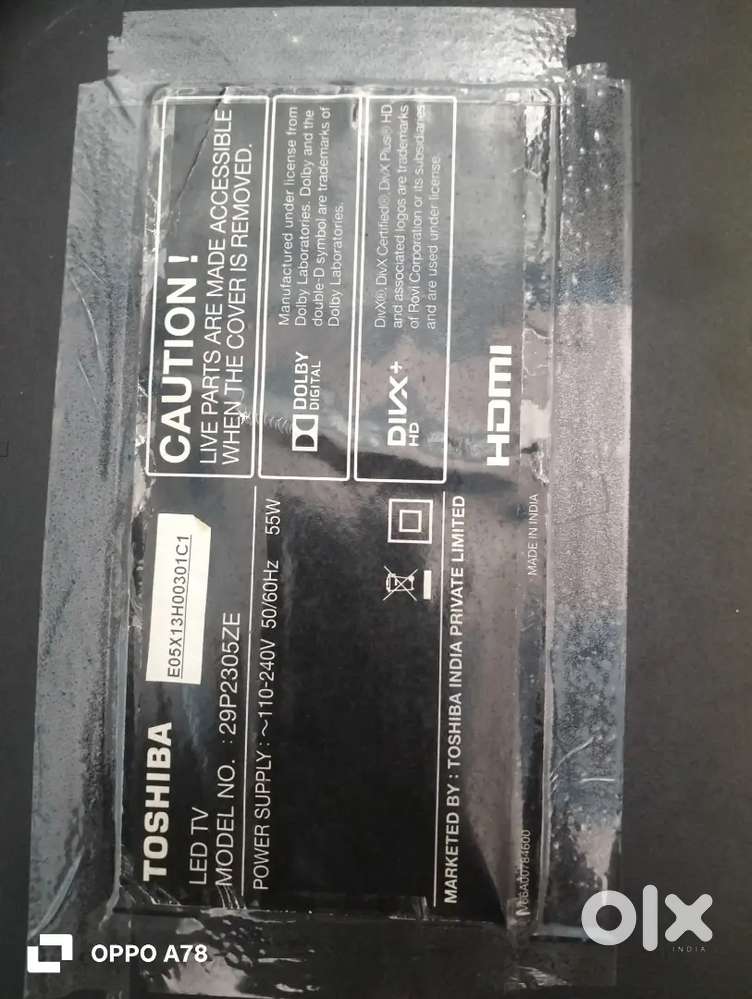 TOSHIBA
E05X13H00301C1
LED TV
MODEL NO. : 29P2305ZE
POWER SUPPLY : ~110-240V 50/60Hz 55W
MARKETED BY : TOSHIBA INDIA PRIVATE LIMITED
MADE IN INDIA
V66A00784600
CAUTION !
LIVE PARTS ARE MADE ACCESSIBLE
WHEN THE COVER IS REMOVED.
DOLBY
DIGITAL
Manufactured under license from
Dolby Laboratories. Dolby and the
double-D symbol are trademarks of
Dolby Laboratories.
DIVX+
HD
DivX®, DivX Certified®, DivX Plus® HD
and associated logos are trademarks
of Rovi Corporation or its subsidiaries
and are used under license.
HDMI
OPPO A78
olx
INDIA